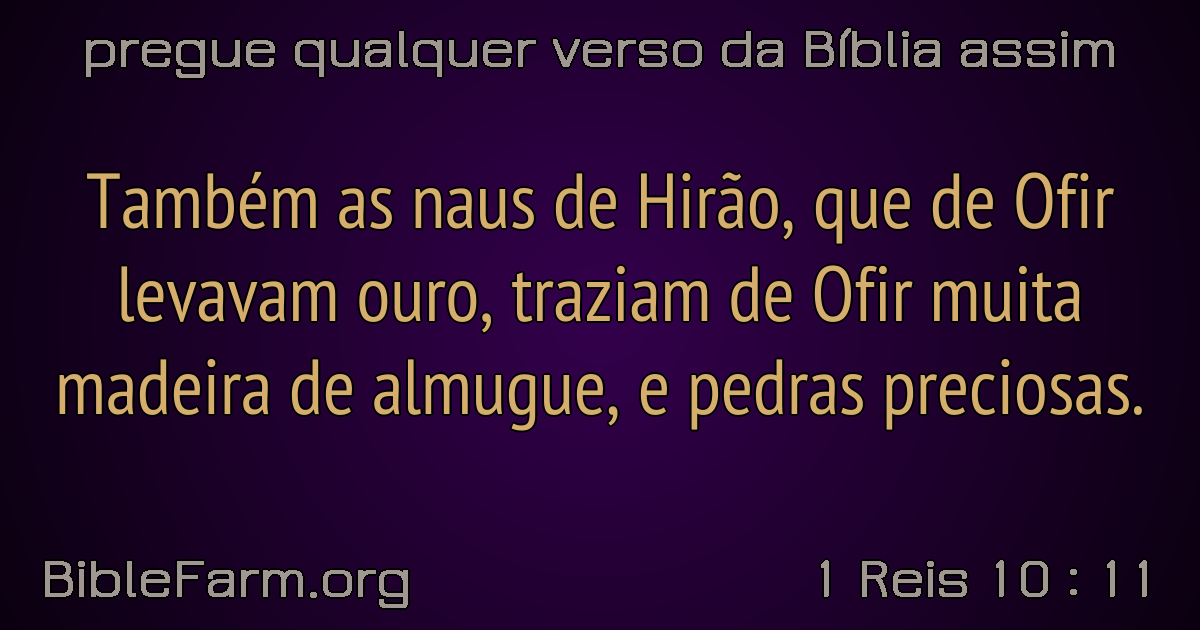 pregue qualquer verso da Bíblia assim
Também as naus de Hirão, que de Ofir
levavam ouro, traziam de Ofir muita
madeira de almugue, e pedras preciosas.
BibleFarm.org
1 Reis 10 : 11